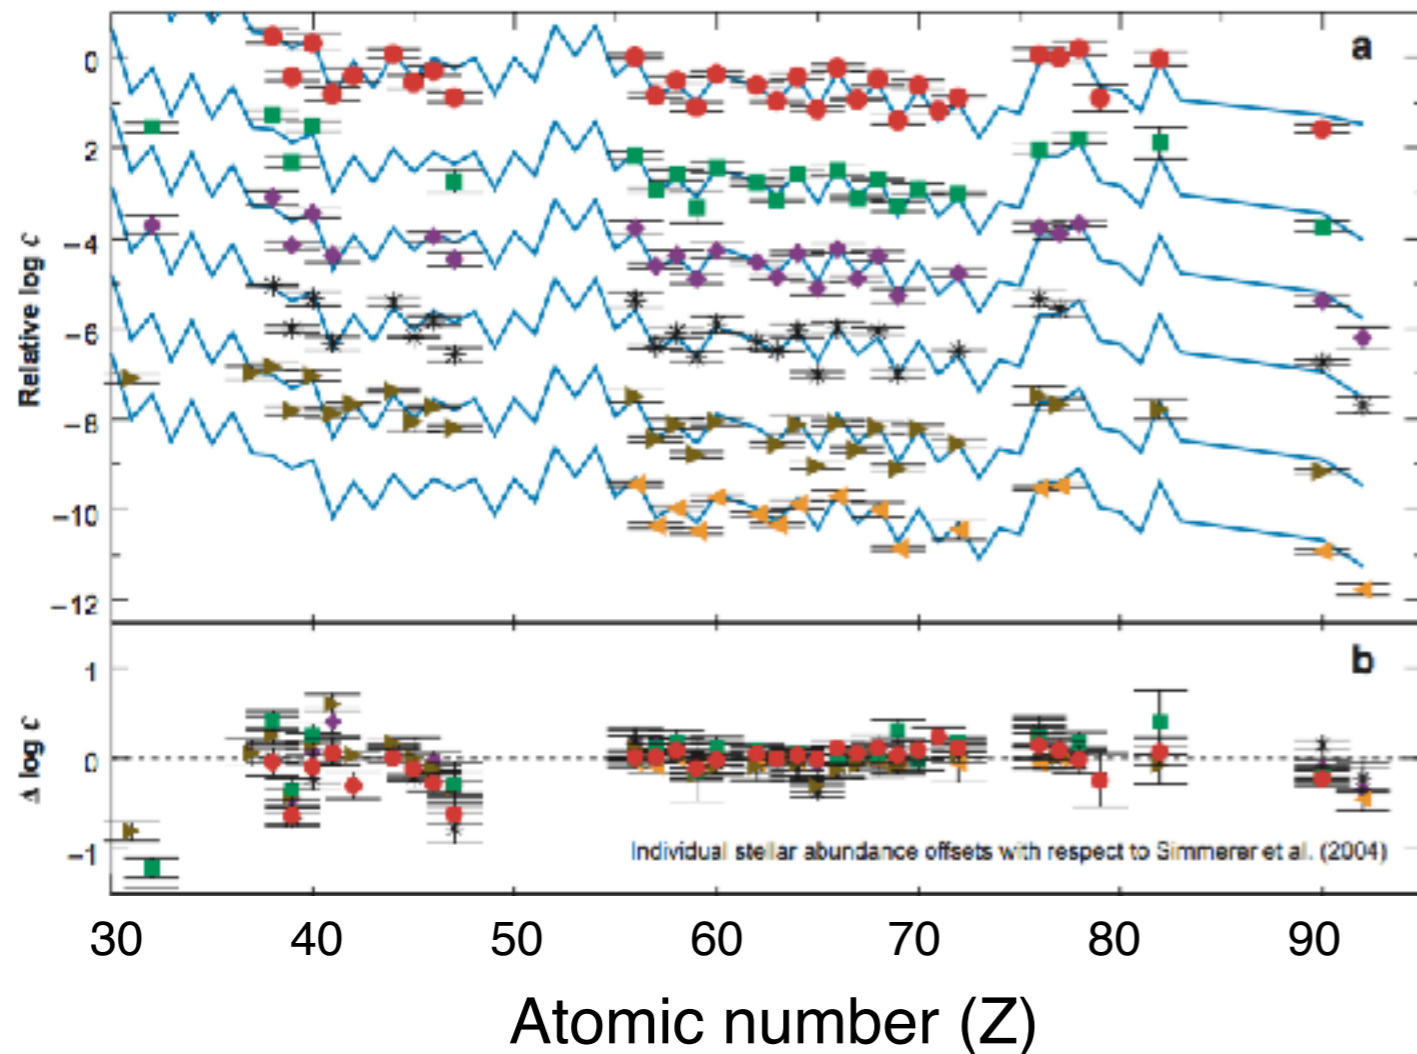 a
0
2
−4
−6
−8
−10
−12
Relative log ε
b
1
0
−1
Δ log ε
Individual stellar abundance offsets with respect to Simmerer et al. (2004)
30 40 50 60 70 80 90
Atomic number (Z)